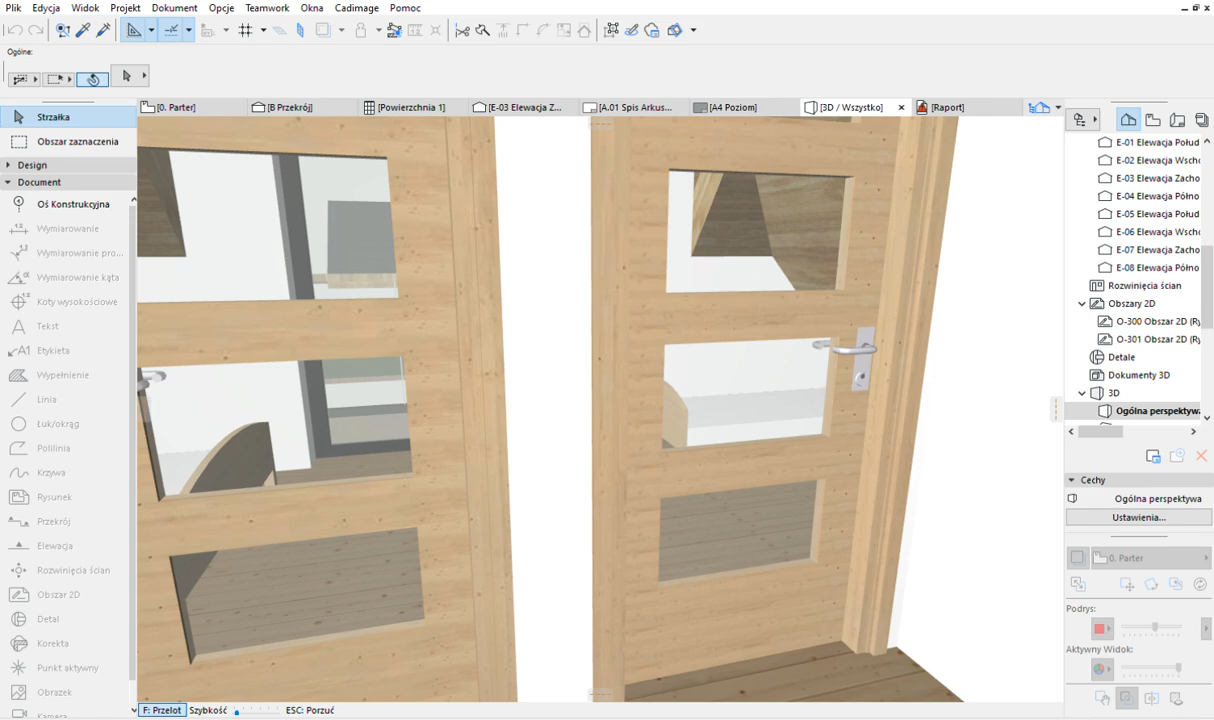 Plik Edycja Widok Projekt Dokument Opcje Teamwork Okna Cadimage Pomoc
Ogólne:
[0. Parter]
[B Przekrój]
[Powierzchnia 1]
[E-03 Elewacja Z...
[A.01 Spis Arkus...
[A4 Poziom]
[3D / Wszystko]
[Raport]
Strzałka
Obszar zaznaczenia
Design
Document
Oś Konstrukcyjna
Wymiarowanie
Wymiarowanie pro...
Wymiarowanie kąta
Koty wysokościowe
Tekst
Etykieta
Wypełnienie
Linia
Łuk/okrąg
Polilinia
Krzywa
Rysunek
Przekrój
Elewacja
Rozwinięcia ścian
Obszar 2D
Detal
Korekta
Punkt aktywny
Obrazek
Kamera
F: Przelot Szybkość ESC: Porzuć
E-01 Elewacja Połud
E-02 Elewacja Wscho
E-03 Elewacja Zacho
E-04 Elewacja Półno
E-05 Elewacja Połud
E-06 Elewacja Wscho
E-07 Elewacja Zacho
E-08 Elewacja Półno
Rozwinięcia ścian
Obszary 2D
O-300 Obszar 2D (Ry
O-301 Obszar 2D (Ry
Detale
Dokumenty 3D
3D
Ogólna perspektywa
Cechy
Ogólna perspektywa
Ustawienia...
0. Parter
Podrys:
Aktywny Widok: